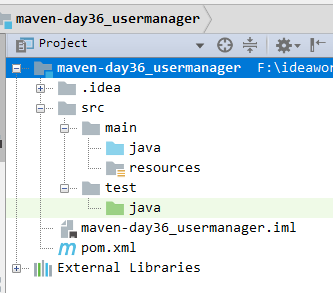 maven-day36_usermanager
Project
maven-day36_usermanager F:\ideawor
.idea
src
main
java
resources
test
java
maven-day36_usermanager.iml
pom.xml
External Libraries